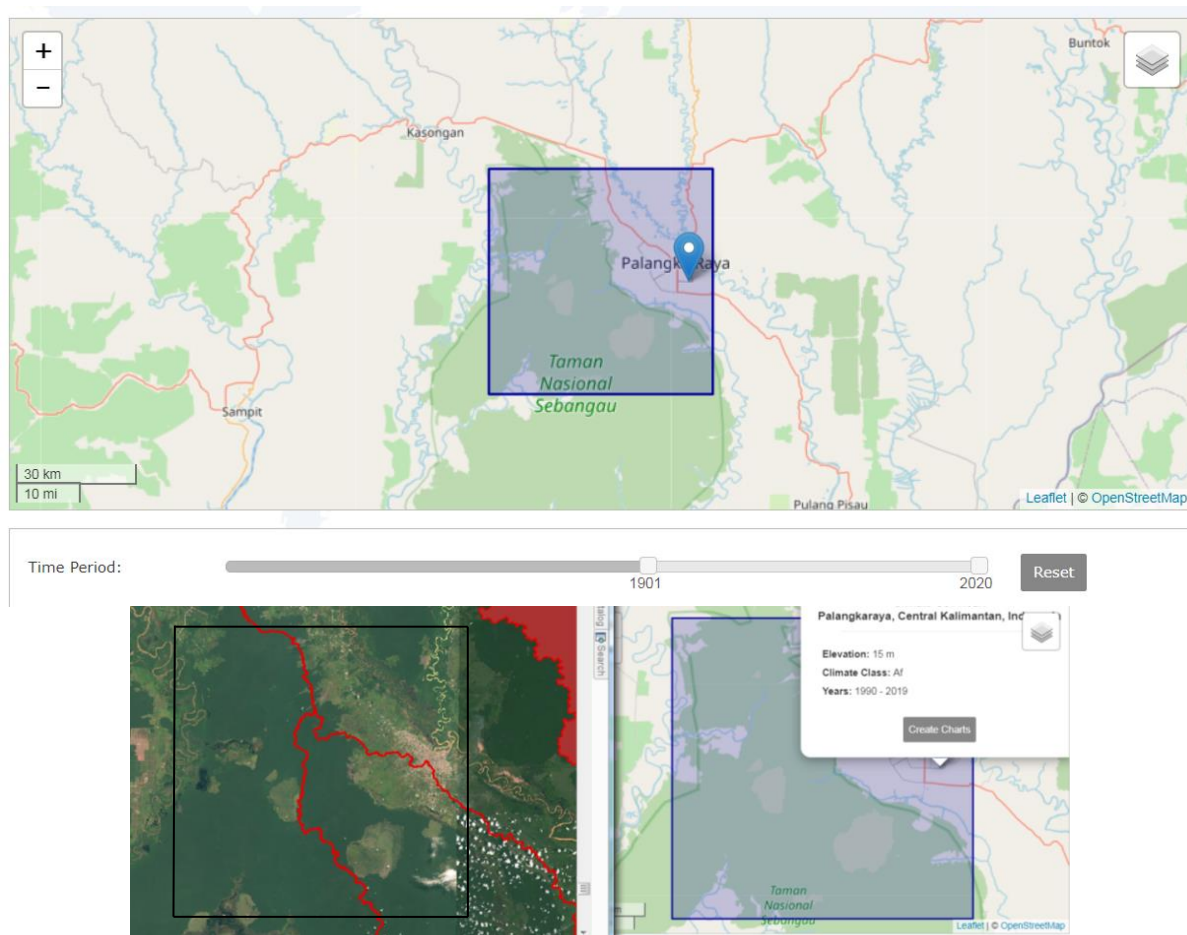 +
−
Buntok
Kasongan
Palangka Raya
Taman
Nasional
Sebangau
Sampit
30 km
10 mi
Pulang Pisau
Leaflet | © OpenStreetMap
Time Period:
1901
2020
Reset
talog
Search
Palangkaraya, Central Kalimantan, Ind
Elevation: 15 m
Climate Class: Af
Years: 1990 - 2019
Create Charts
Taman
Nasional
Sebangau
m
Leaflet | © OpenStreetMap